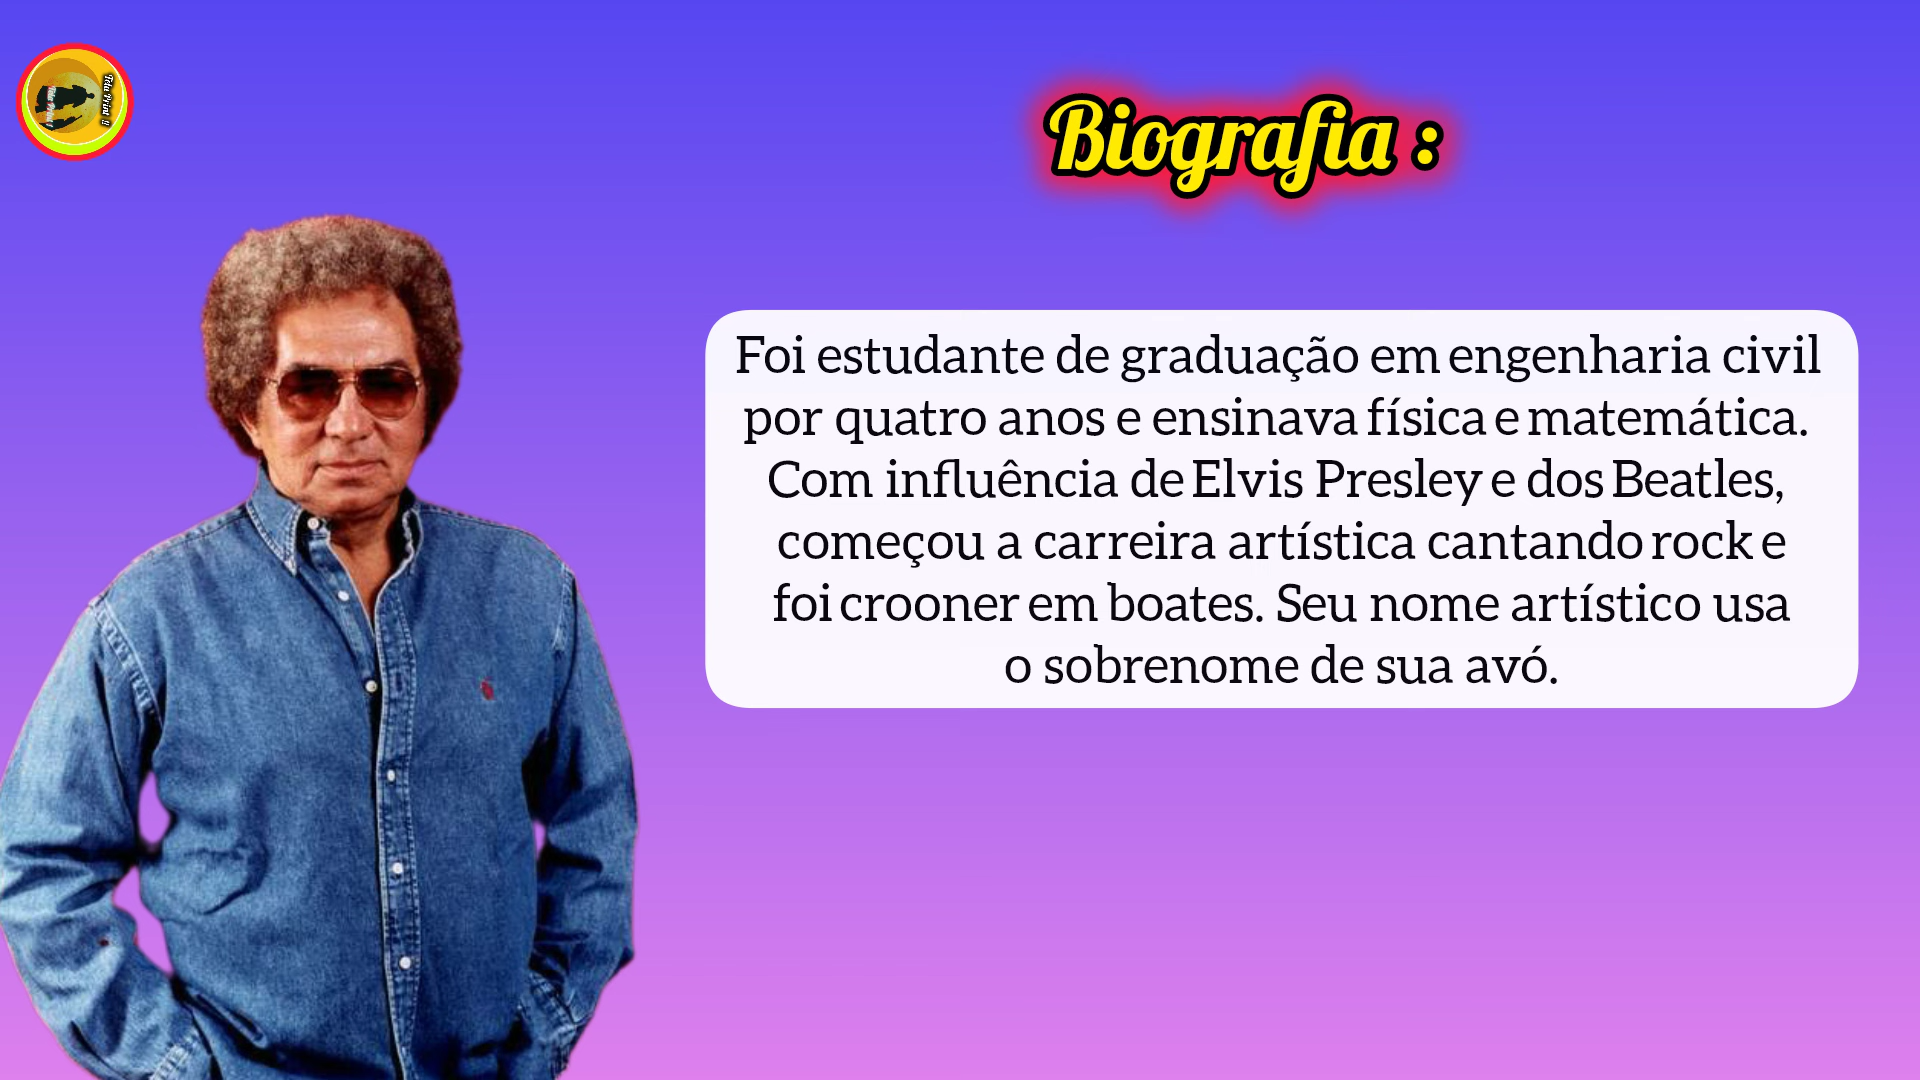 Tela Print !!
Biografia :
Foi estudante de graduação em engenharia civil
por quatro anos e ensinava física e matemática.
Com influência de Elvis Presley e dos Beatles,
começou a carreira artística cantando rock e
foi crooner em boates. Seu nome artístico usa
o sobrenome de sua avó.